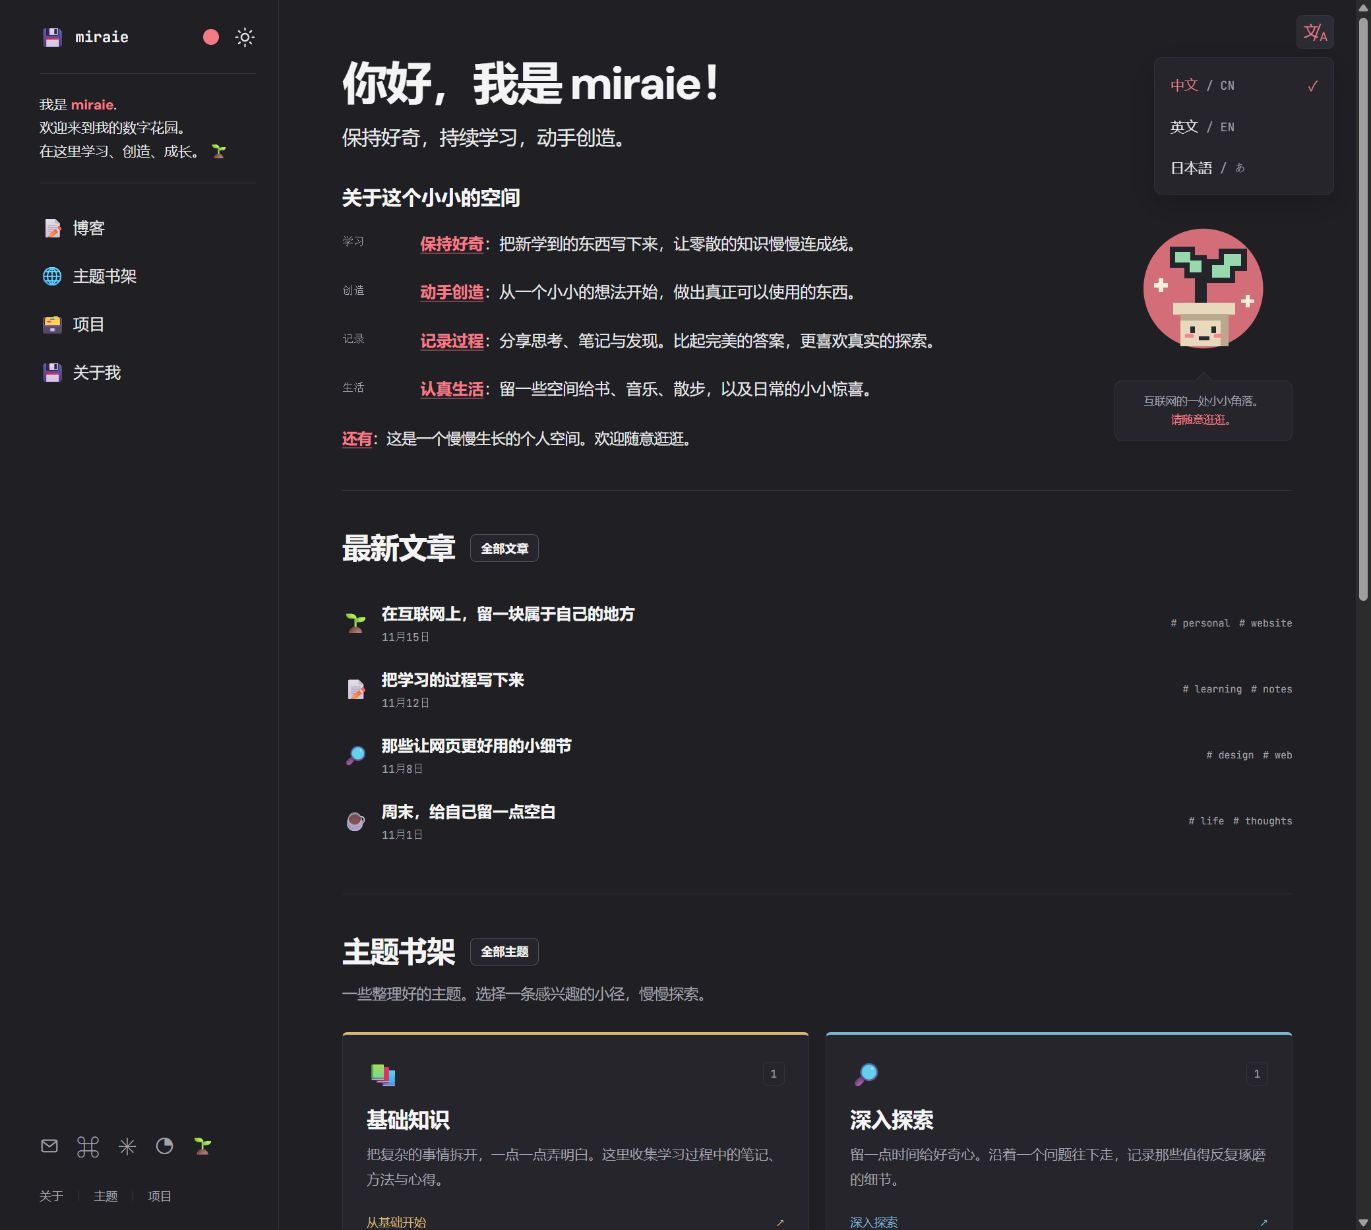 miraie
我是 miraie.
欢迎来到我的数字花园。
在这里学习、创造、成长。
博客
主题书架
项目
关于我
关于
主题
项目
文A
中文 / CN ✓
英文 / EN
日本語 / あ
你好，我是 miraie！
保持好奇，持续学习，动手创造。
关于这个小小的空间
学习 保持好奇：把新学到的东西写下来，让零散的知识慢慢连成线。
创造 动手创造：从一个小小的想法开始，做出真正可以使用的东西。
记录 记录过程：分享思考、笔记与发现。比起完美的答案，更喜欢真实的探索。
生活 认真生活：留一些空间给书、音乐、散步，以及日常的小小惊喜。
还有：这是一个慢慢生长的个人空间。欢迎随意逛逛。
互联网的一处小小角落。
请随意逛逛。
最新文章 全部文章
在互联网上，留一块属于自己的地方
11月15日
# personal # website
把学习的过程写下来
11月12日
# learning # notes
那些让网页更好用的小细节
11月8日
# design # web
周末，给自己留一点空白
11月1日
# life # thoughts
主题书架 全部主题
一些整理好的主题。选择一条感兴趣的小径，慢慢探索。
1
基础知识
把复杂的事情拆开，一点一点弄明白。这里收集学习过程中的笔记、
方法与心得。
从基础开始 ↗
1
深入探索
留一点时间给好奇心。沿着一个问题往下走，记录那些值得反复琢磨
的细节。
深入探索 ↗